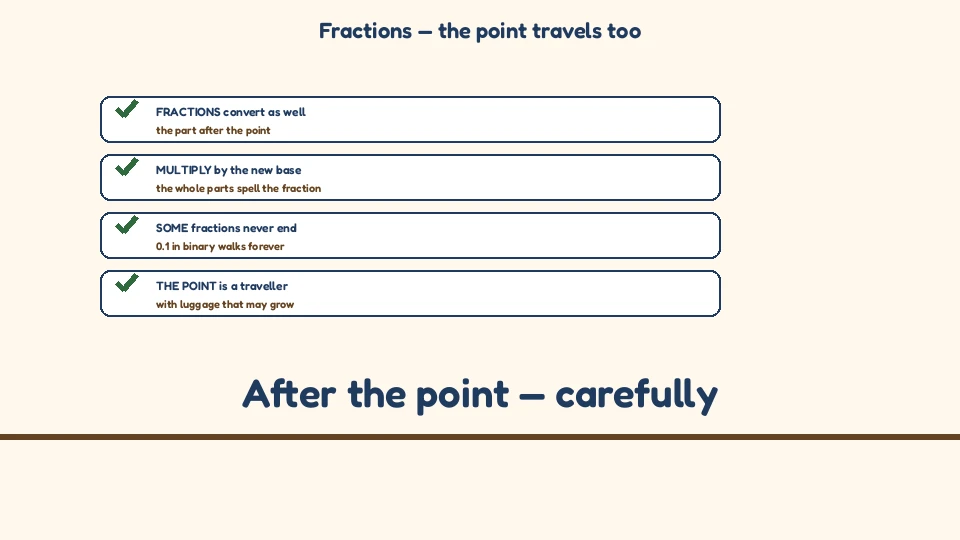 Fractions — the point travels too
FRACTIONS convert as well
the part after the point
MULTIPLY by the new base
the whole parts spell the fraction
SOME fractions never end
0.1 in binary walks forever
THE POINT is a traveller
with luggage that may grow
After the point — carefully